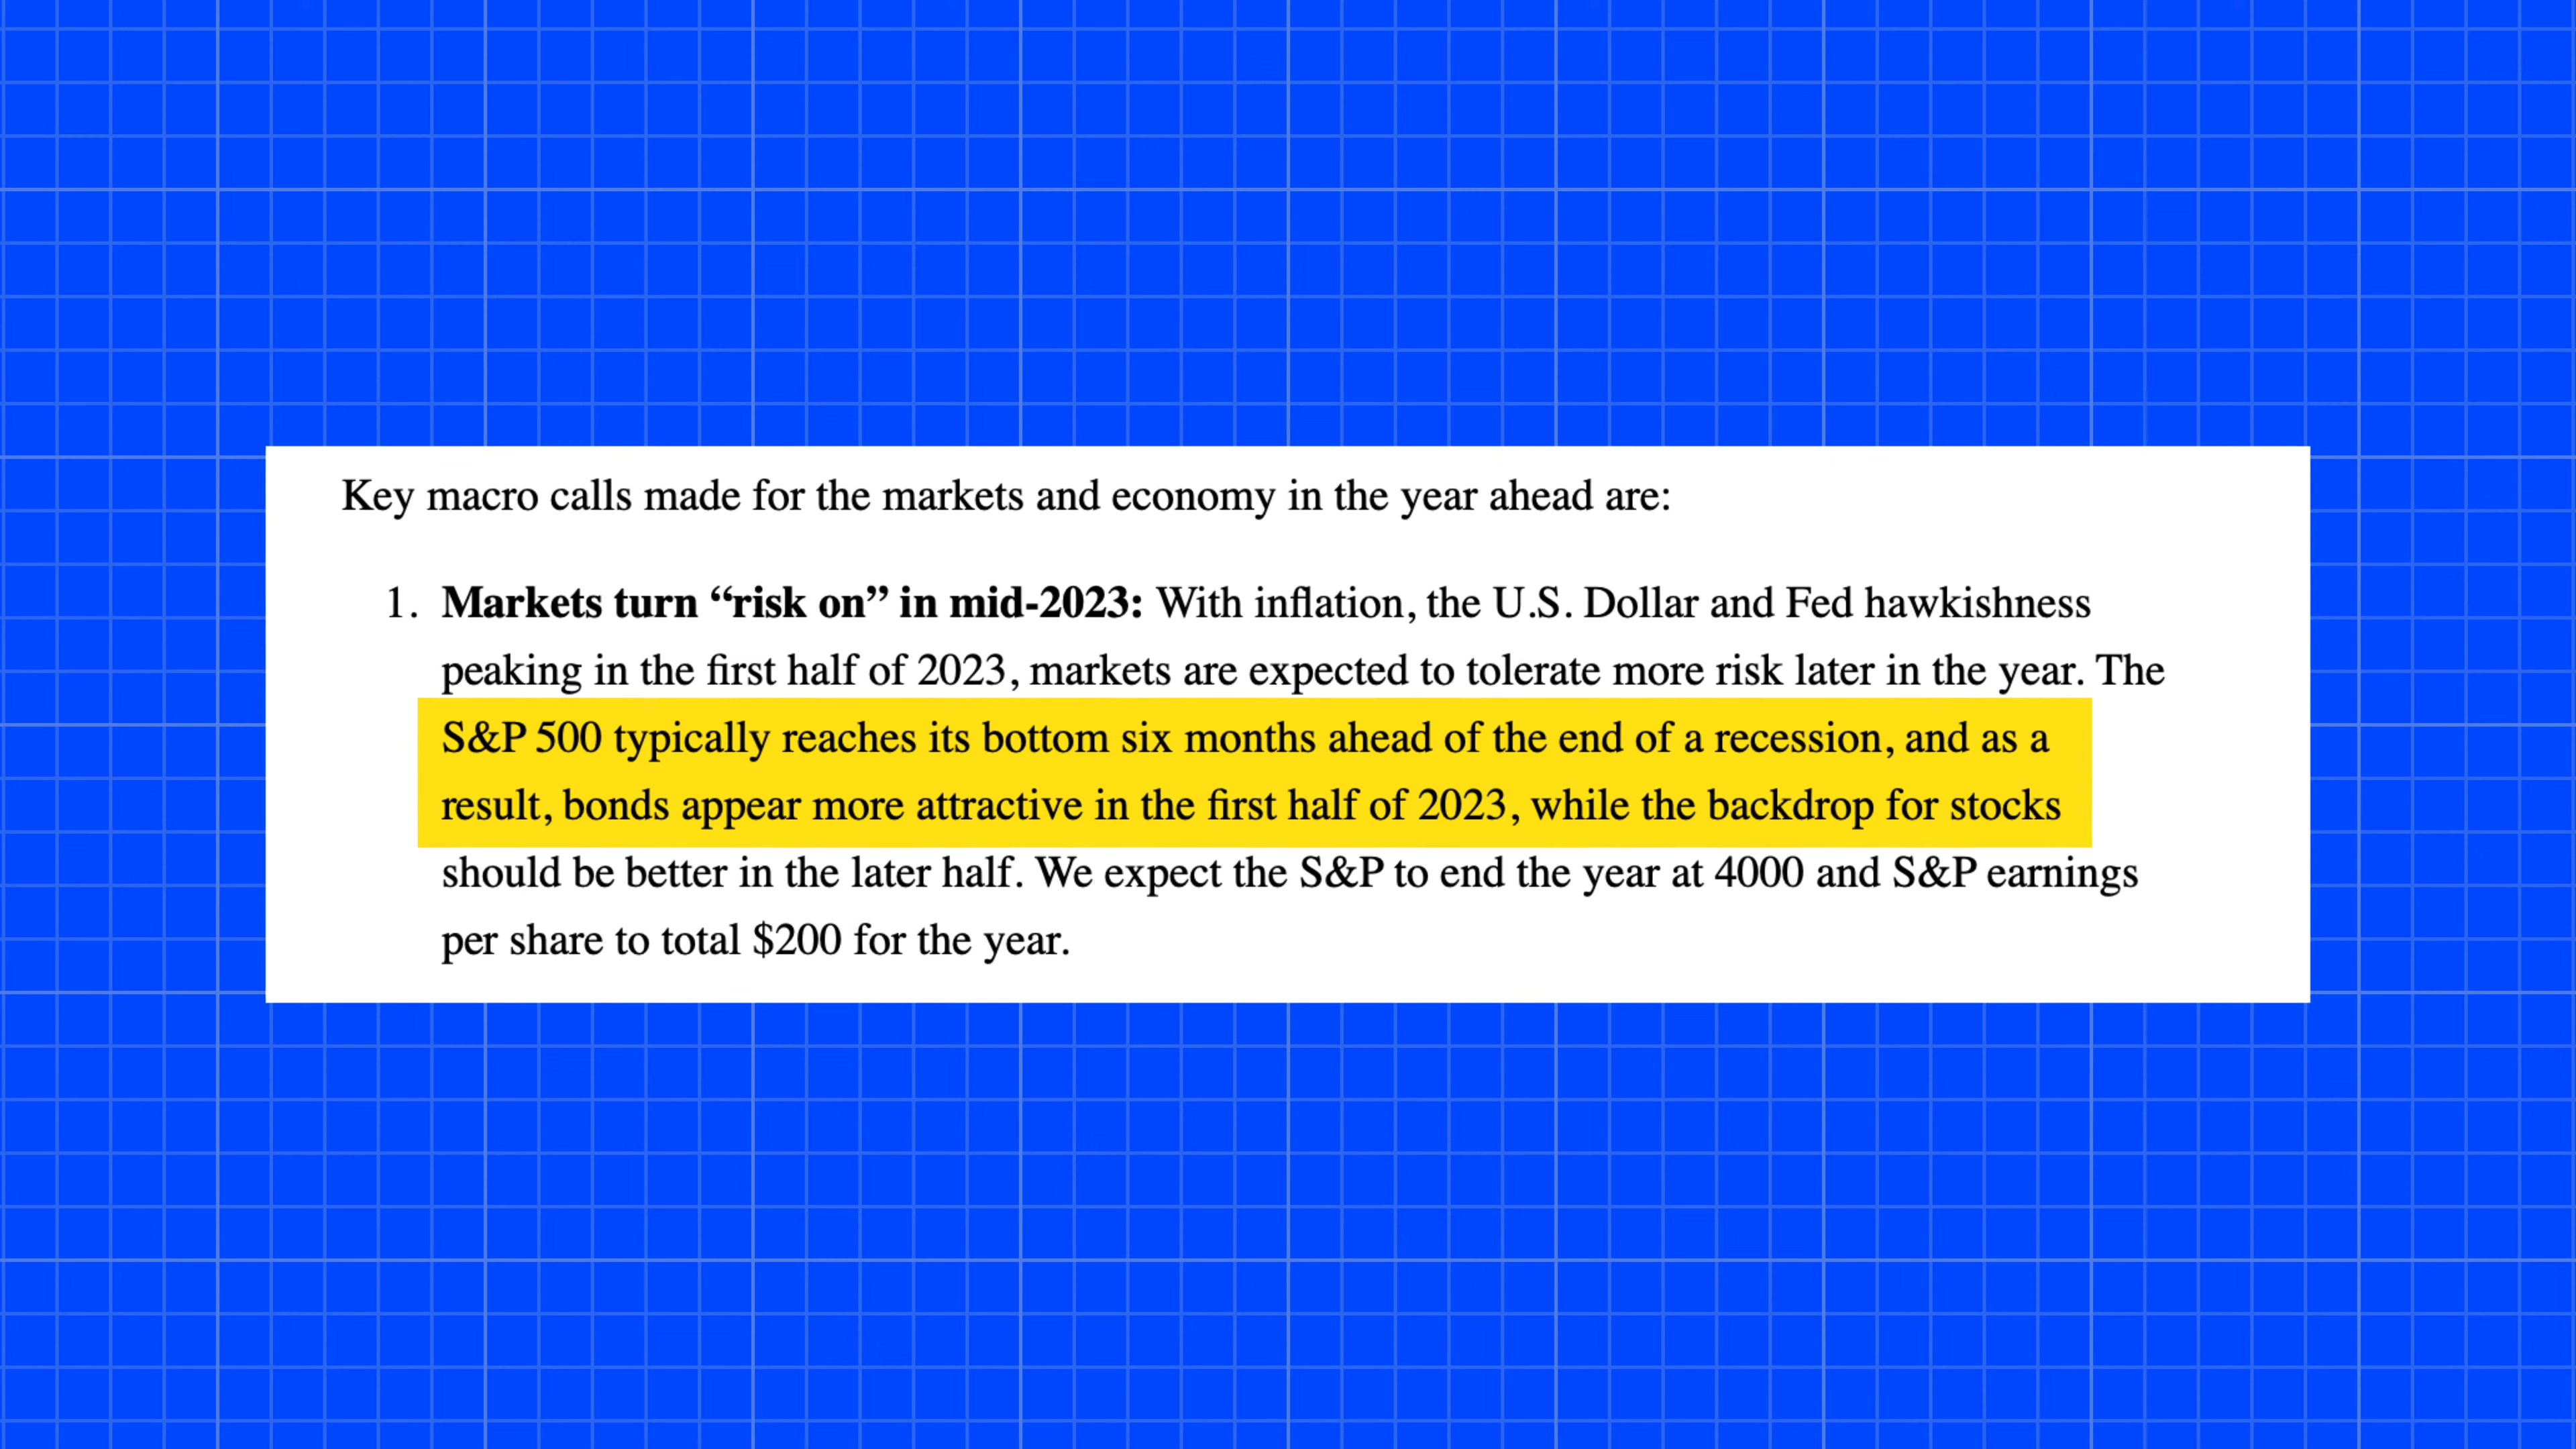 Key macro calls made for the markets and economy in the year ahead are:
1. Markets turn “risk on” in mid-2023: With inflation, the U.S. Dollar and Fed hawkishness
peaking in the first half of 2023, markets are expected to tolerate more risk later in the year. The
S&P 500 typically reaches its bottom six months ahead of the end of a recession, and as a
result, bonds appear more attractive in the first half of 2023, while the backdrop for stocks
should be better in the later half. We expect the S&P to end the year at 4000 and S&P earnings
per share to total $200 for the year.